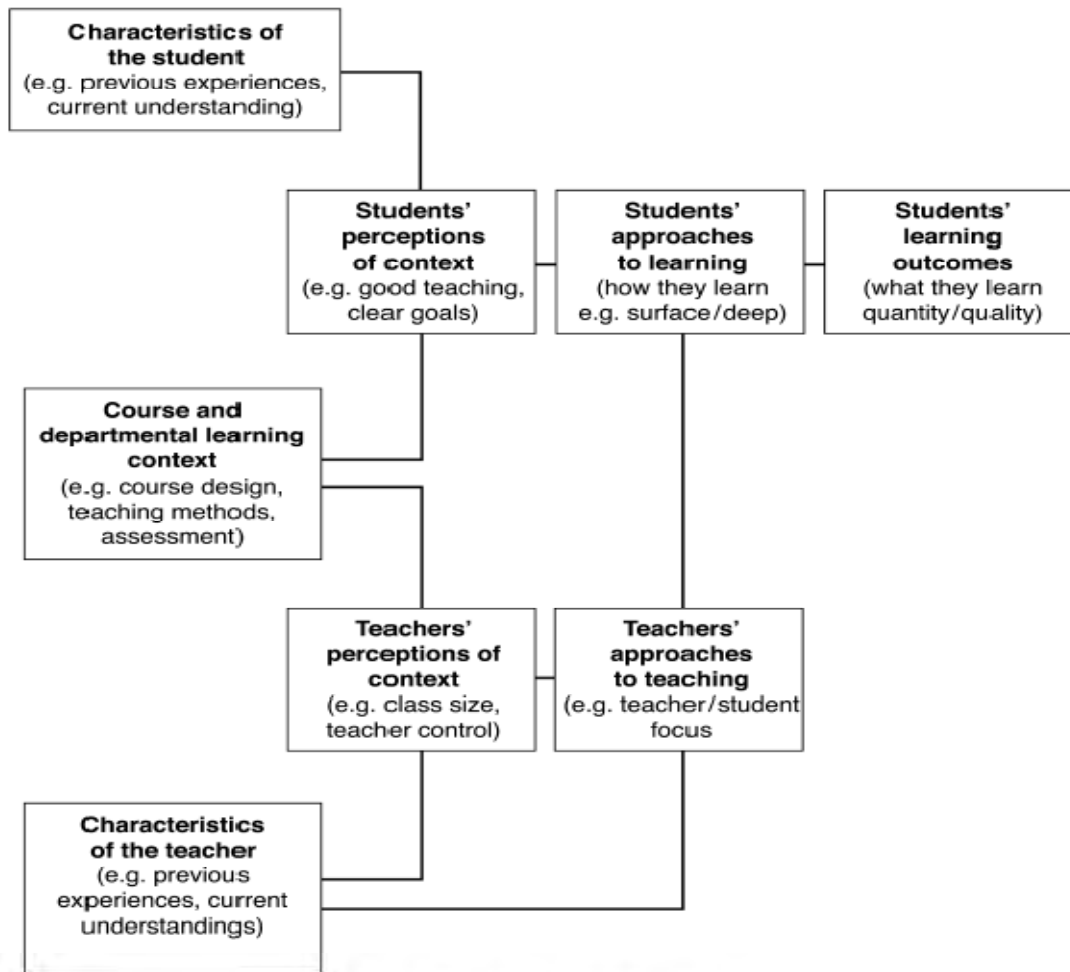 Characteristics of
the student
(e.g. previous experiences,
current understanding)
Students'
perceptions
of context
(e.g. good teaching,
clear goals)
Students'
approaches
to learning
(how they learn
e.g. surface/deep)
Students'
learning
outcomes
(what they learn
quantity/quality)
Course and
departmental learning
context
(e.g. course design,
teaching methods,
assessment)
Teachers'
perceptions of
context
(e.g. class size,
teacher control)
Teachers'
approaches
to teaching
(e.g. teacher/student
focus
Characteristics
of the teacher
(e.g. previous
experiences, current
understandings)